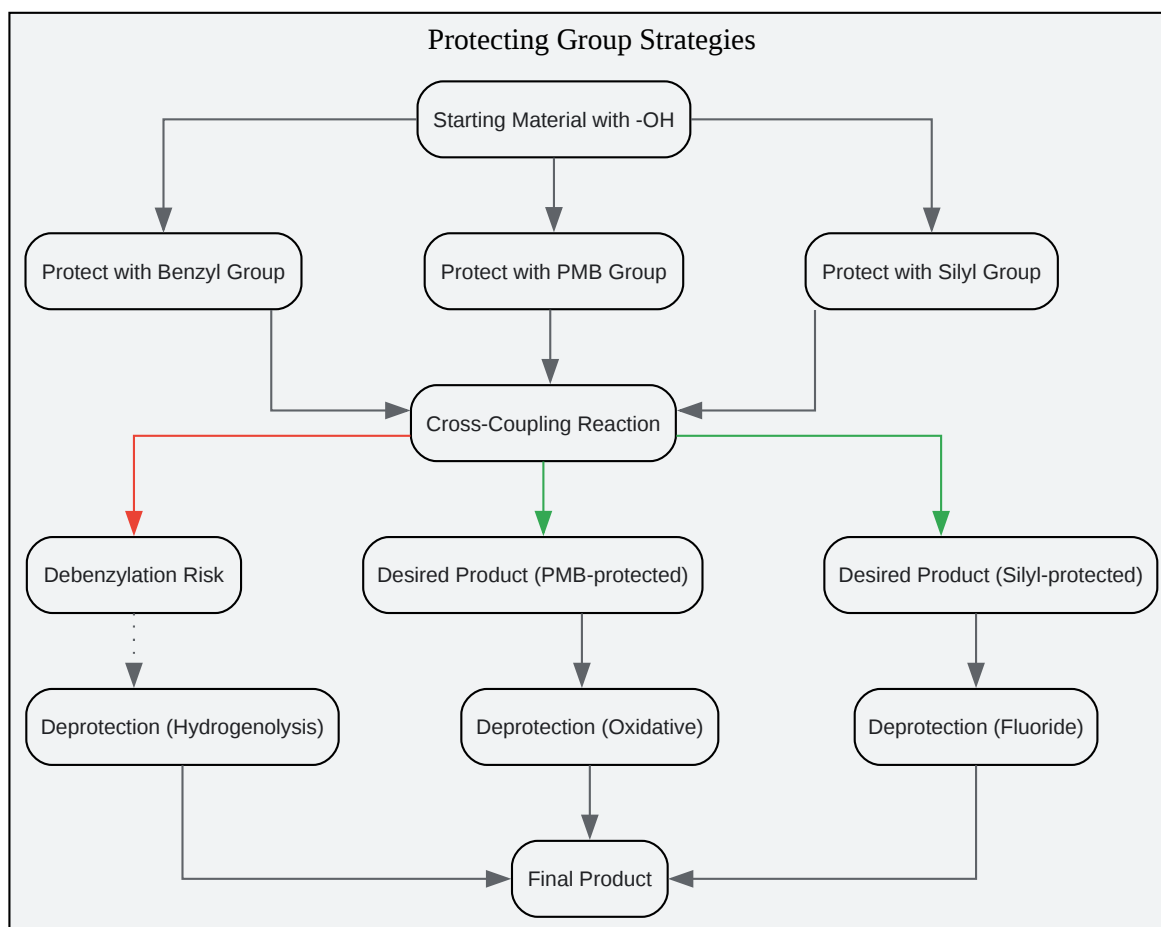 Protecting Group Strategies
Starting Material with -OH
Protect with Benzyl Group
Protect with PMB Group
Protect with Silyl Group
Cross-Coupling Reaction
Debenzylation Risk
Desired Product (PMB-protected)
Desired Product (Silyl-protected)
Deprotection (Hydrogenolysis)
Deprotection (Oxidative)
Deprotection (Fluoride)
Final Product